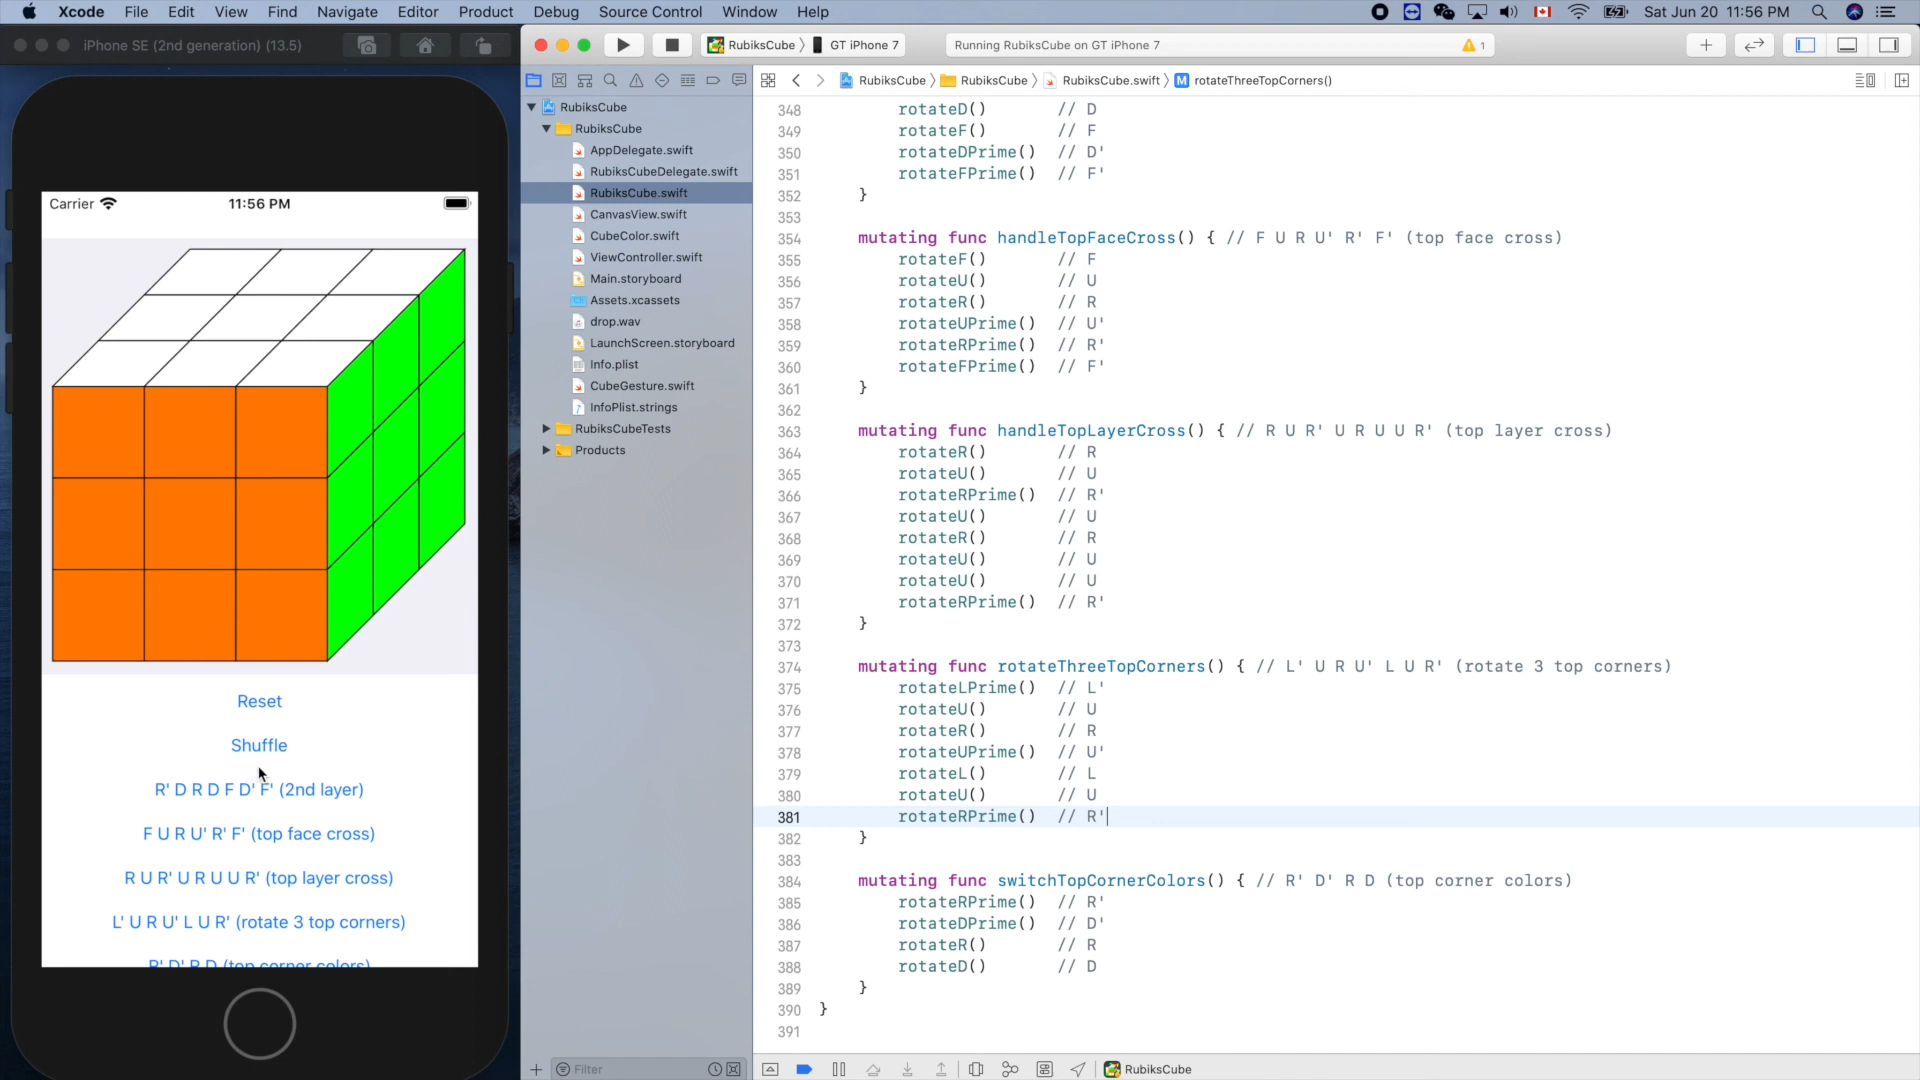 Xcode File Edit View Find Navigate Editor Product Debug Source Control Window Help Sat Jun 20 11:56 PM
iPhone SE (2nd generation) (13.5)
RubiksCube GT iPhone 7 Running RubiksCube on GT iPhone 7 1
RubiksCube RubiksCube RubiksCube.swift M rotateThreeTopCorners()
Carrier 11:56 PM
Reset
Shuffle
R' D R D F D' F' (2nd layer)
F U R U' R' F' (top face cross)
R U R' U R U U R' (top layer cross)
L' U R U' L U R' (rotate 3 top corners)
R' D' R D (top corner colors)
RubiksCube
RubiksCube
AppDelegate.swift
RubiksCubeDelegate.swift
RubiksCube.swift
CanvasView.swift
CubeColor.swift
ViewController.swift
Main.storyboard
Assets.xcassets
drop.wav
LaunchScreen.storyboard
Info.plist
CubeGesture.swift
InfoPlist.strings
RubiksCubeTests
Products
Filter
348 rotateD() // D
349 rotateF() // F
350 rotateDPrime() // D'
351 rotateFPrime() // F'
352 }
353
354 mutating func handleTopFaceCross() { // F U R U' R' F' (top face cross)
355 rotateF() // F
356 rotateU() // U
357 rotateR() // R
358 rotateUPrime() // U'
359 rotateRPrime() // R'
360 rotateFPrime() // F'
361 }
362
363 mutating func handleTopLayerCross() { // R U R' U R U U R' (top layer cross)
364 rotateR() // R
365 rotateU() // U
366 rotateRPrime() // R'
367 rotateU() // U
368 rotateR() // R
369 rotateU() // U
370 rotateU() // U
371 rotateRPrime() // R'
372 }
373
374 mutating func rotateThreeTopCorners() { // L' U R U' L U R' (rotate 3 top corners)
375 rotateLPrime() // L'
376 rotateU() // U
377 rotateR() // R
378 rotateUPrime() // U'
379 rotateL() // L
380 rotateU() // U
381 rotateRPrime() // R'
382 }
383
384 mutating func switchTopCornerColors() { // R' D' R D (top corner colors)
385 rotateRPrime() // R'
386 rotateDPrime() // D'
387 rotateR() // R
388 rotateD() // D
389 }
390 }
391
RubiksCube